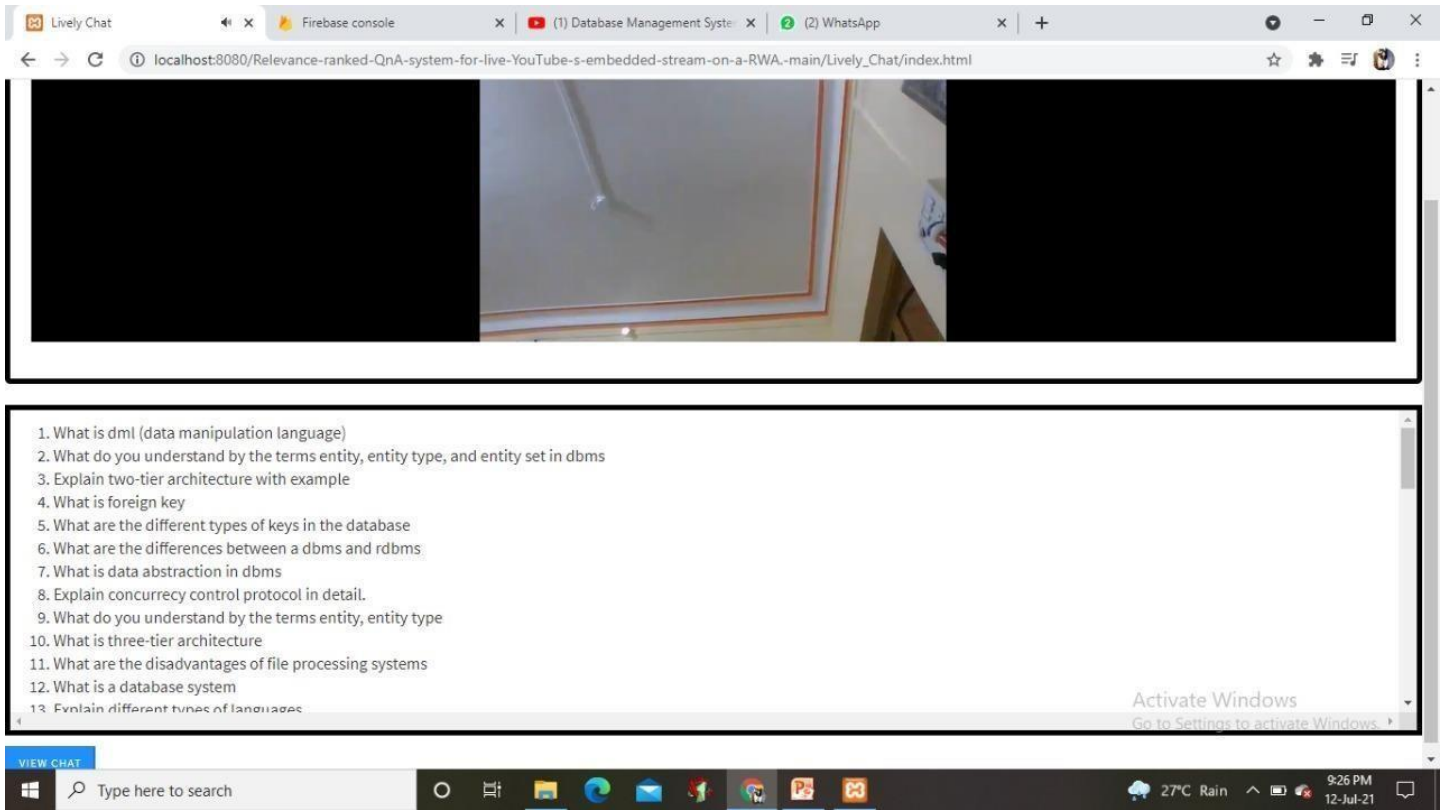 Lively Chat
Firebase console
(1) Database Management Syste
2 (2) WhatsApp
localhost:8080/Relevance-ranked-QnA-system-for-live-YouTube-s-embedded-stream-on-a-RWA.-main/Lively_Chat/index.html
1. What is dml (data manipulation language)
2. What do you understand by the terms entity, entity type, and entity set in dbms
3. Explain two-tier architecture with example
4. What is foreign key
5. What are the different types of keys in the database
6. What are the differences between a dbms and rdbms
7. What is data abstraction in dbms
8. Explain concurrecy control protocol in detail.
9. What do you understand by the terms entity, entity type
10. What is three-tier architecture
11. What are the disadvantages of file processing systems
12. What is a database system
13. Explain different types of languages
Activate Windows
Go to Settings to activate Windows.
VIEW CHAT
Type here to search
27°C Rain
9:26 PM
12-Jul-21